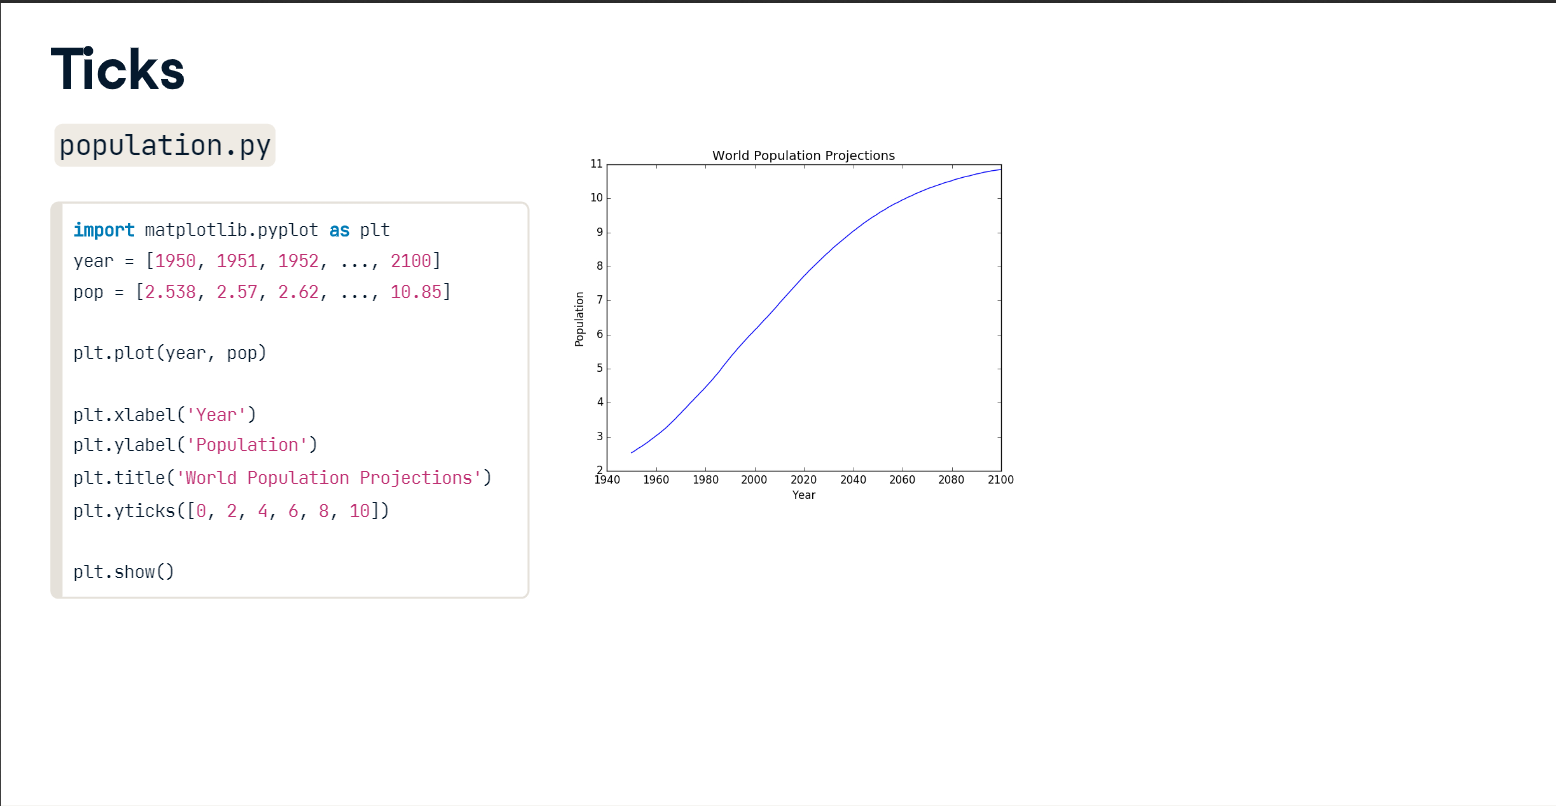 Ticks
population.py
import matplotlib.pyplot as plt
year = [1950, 1951, 1952, ..., 2100]
pop = [2.538, 2.57, 2.62, ..., 10.85]
plt.plot(year, pop)
plt.xlabel('Year')
plt.ylabel('Population')
plt.title('World Population Projections')
plt.yticks([0, 2, 4, 6, 8, 10])
plt.show()
World Population Projections
11
10
9
8
7
6
5
4
3
2
Population
1940 1960 1980 2000 2020 2040 2060 2080 2100
Year